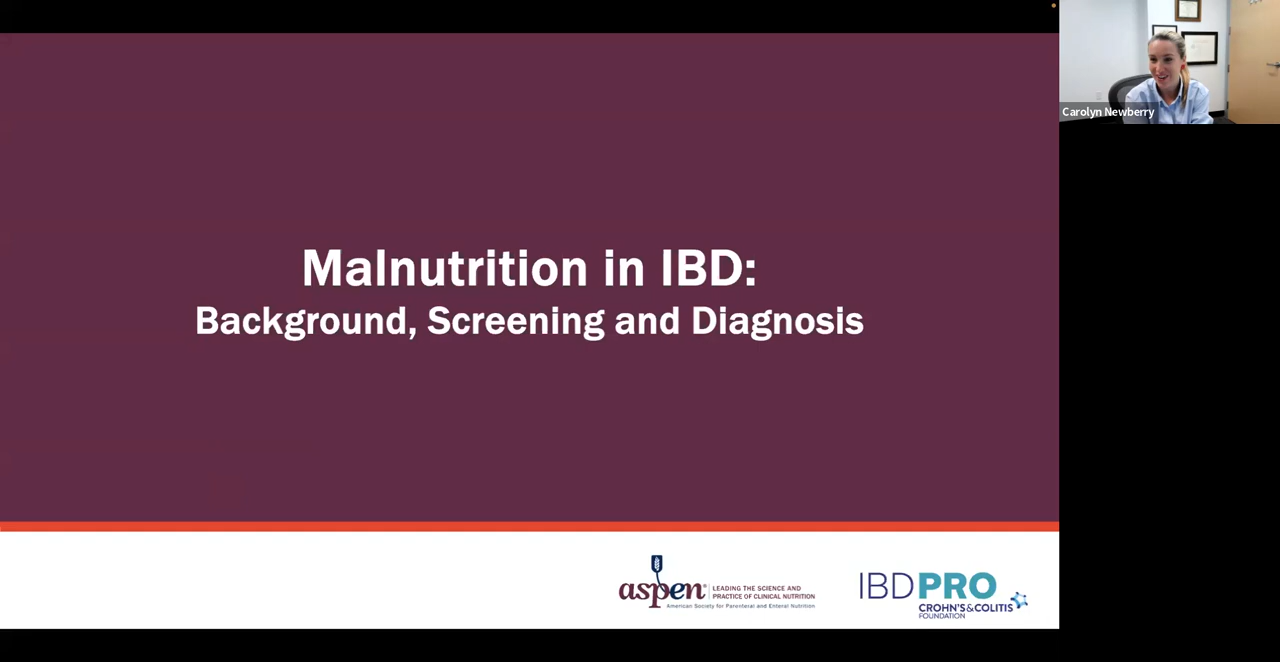 Malnutrition in IBD:
Background, Screening and Diagnosis
Carolyn Newberry
aspen®
LEADING THE SCIENCE AND
PRACTICE OF CLINICAL NUTRITION
American Society for Parenteral and Enteral Nutrition
IBDPRO
CROHN'S & COLITIS
FOUNDATION